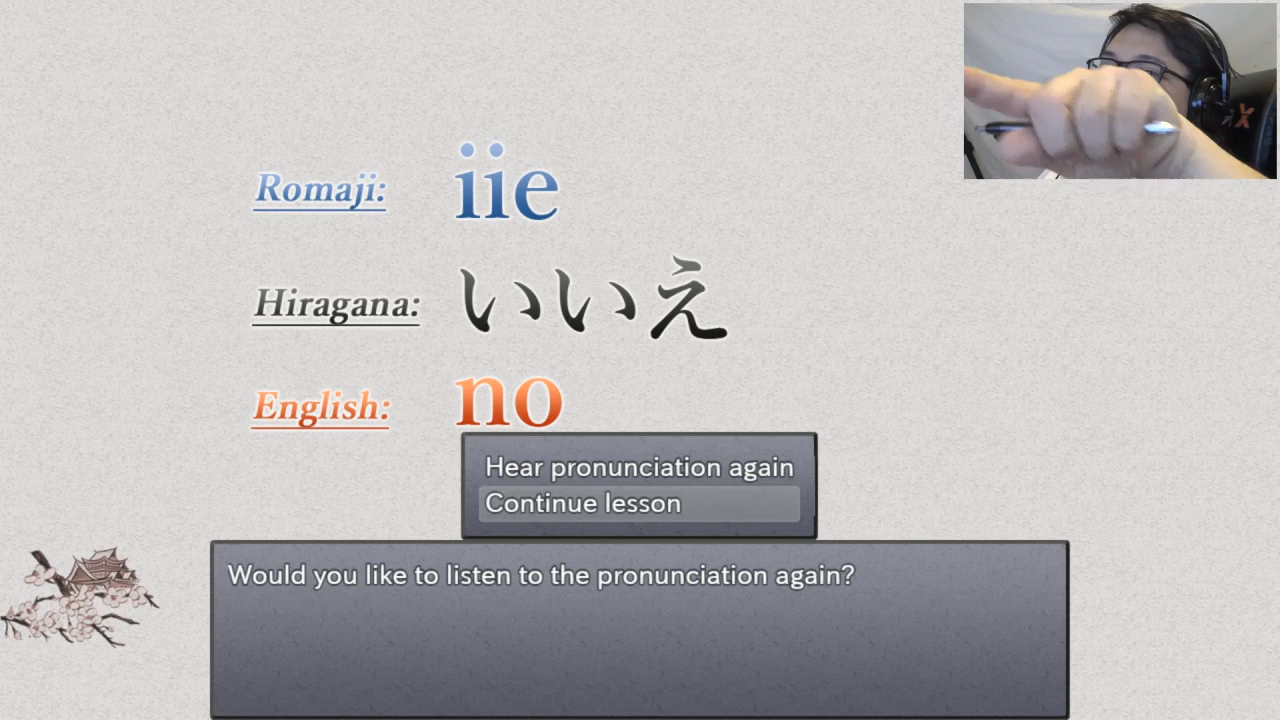 Romaji: iie
Hiragana: いいえ
English: no
Hear pronunciation again
Continue lesson
Would you like to listen to the pronunciation again?